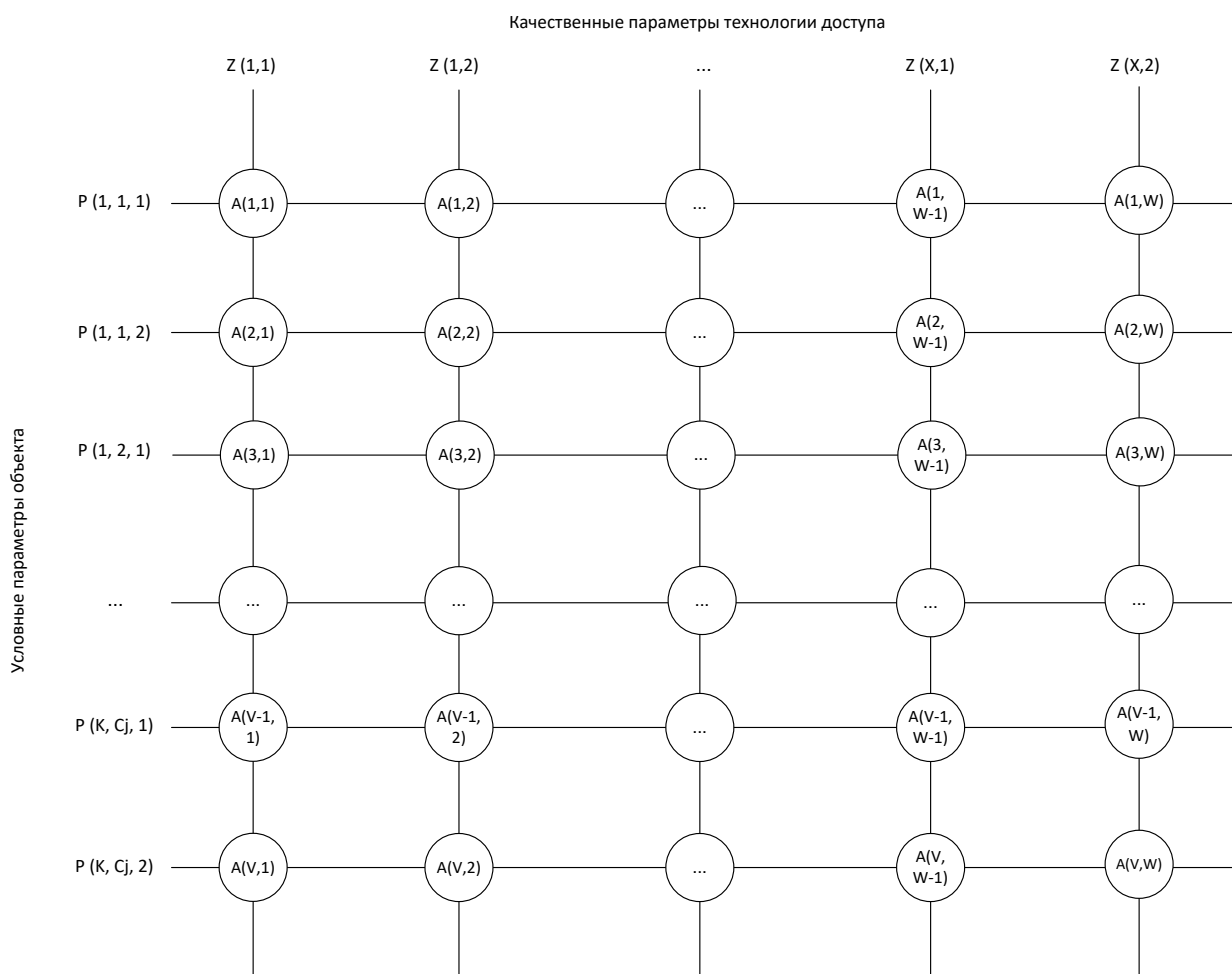 Качественные параметры технологии доступа
Z (1,1)
Z (1,2)
...
Z (X,1)
Z (X,2)
Условные параметры объекта
P (1, 1, 1)
A(1,1)
A(1,2)
...
A(1,
W-1)
A(1,W)
P (1, 1, 2)
A(2,1)
A(2,2)
...
A(2,
W-1)
A(2,W)
P (1, 2, 1)
A(3,1)
A(3,2)
...
A(3,
W-1)
A(3,W)
...
...
...
...
...
...
P (K, Cj, 1)
A(V-1,
1)
A(V-1,
2)
...
A(V-1,
W-1)
A(V-1,
W)
P (K, Cj, 2)
A(V,1)
A(V,2)
...
A(V,
W-1)
A(V,W)